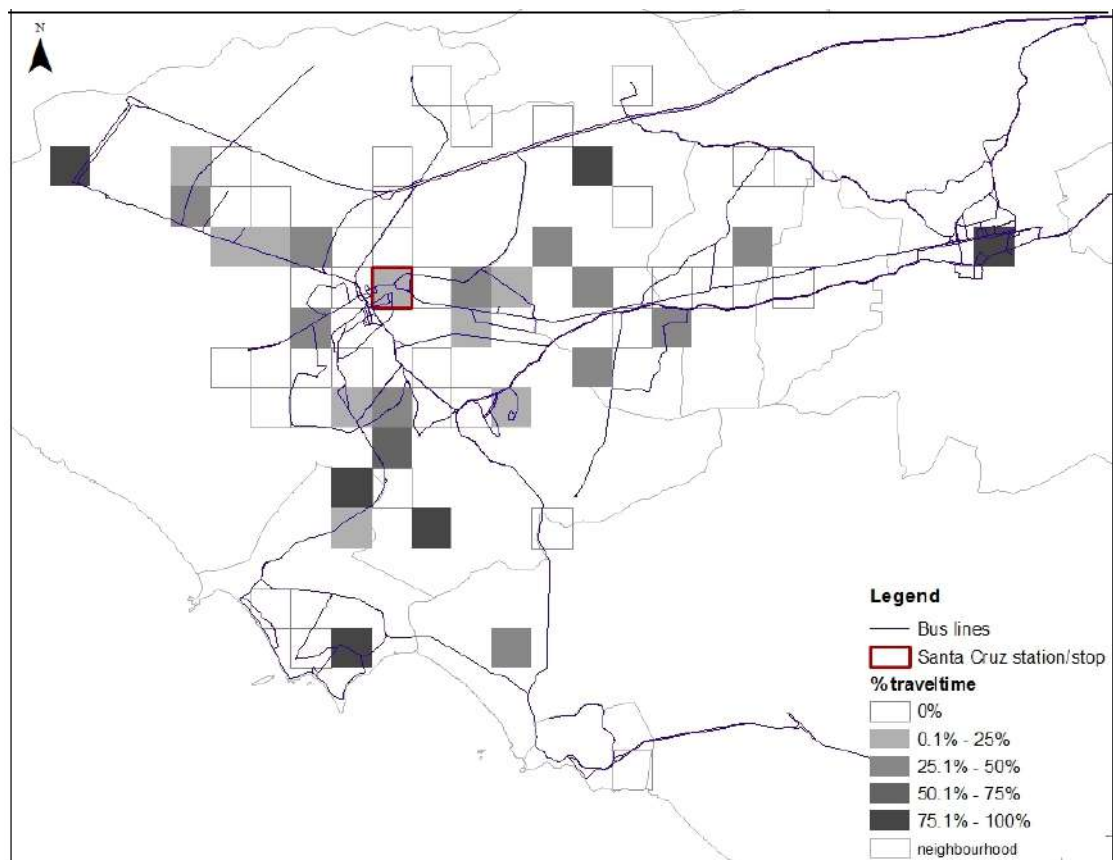 N
Legend
Bus lines
Santa Cruz station/stop
% traveltime
0%
0.1% - 25%
25.1% - 50%
50.1% - 75%
75.1% - 100%
neighbourhood